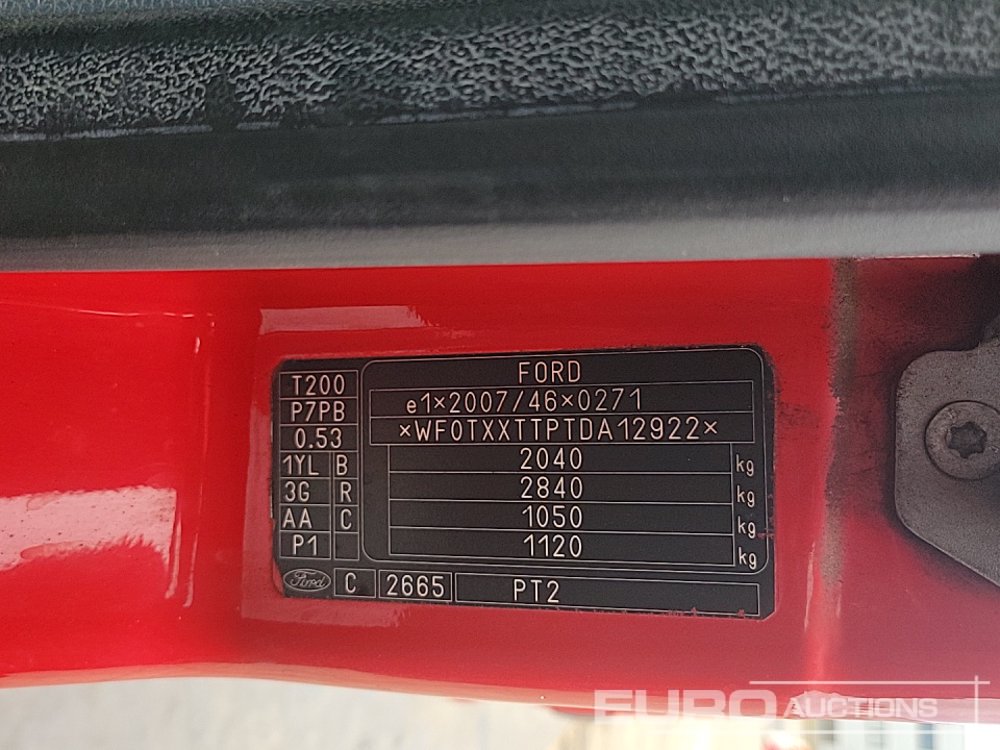 FORD
T200
e1×2007/46×0271
P7PB
×WF0TXXTTPTDA12922×
0.53
1YL B
2040 kg
3G R
2840 kg
AA C
1050 kg
P1
1120 kg
Ford C 2665 PT2
EURO AUCTIONS